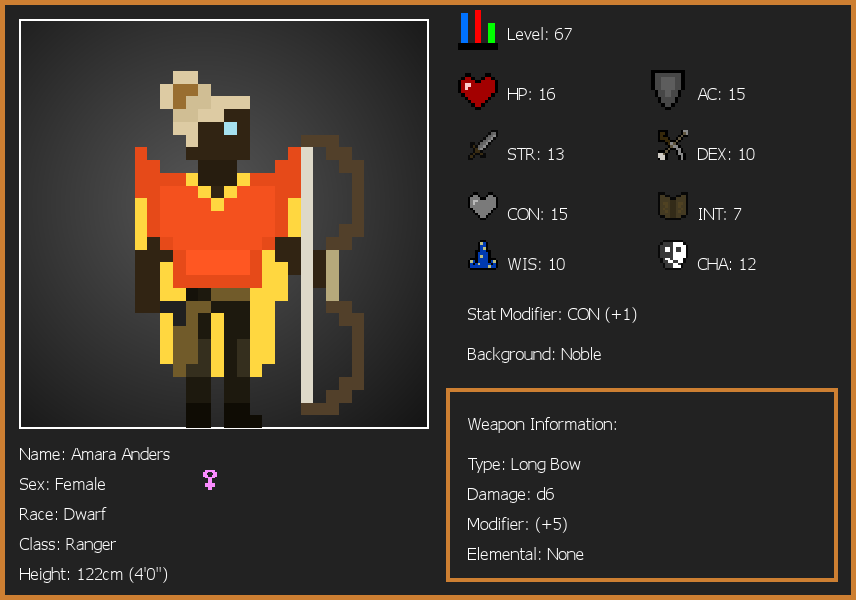 Level: 67
HP: 16
AC: 15
STR: 13
DEX: 10
CON: 15
INT: 7
WIS: 10
CHA: 12
Stat Modifier: CON (+1)
Background: Noble
Weapon Information:
Type: Long Bow
Damage: d6
Modifier: (+5)
Elemental: None
Name: Amara Anders
Sex: Female
Race: Dwarf
Class: Ranger
Height: 122cm (4'0")